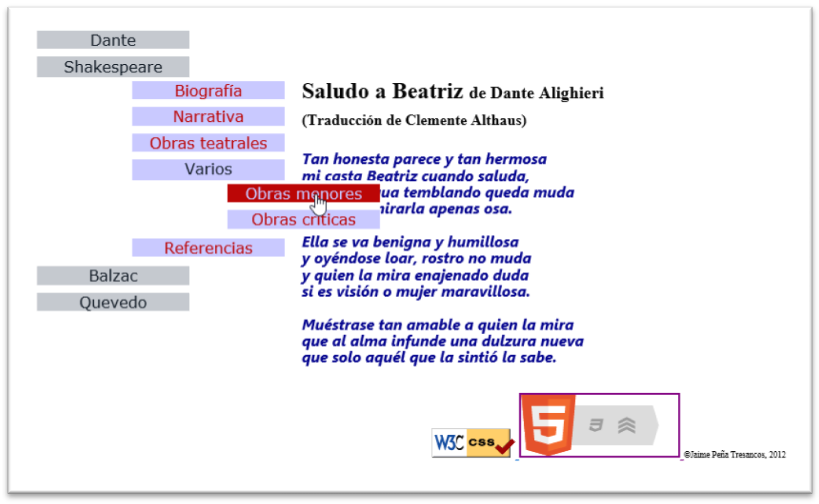 Dante
Shakespeare
Biografía
Narrativa
Obras teatrales
Varios
Obras menores
Obras críticas
Referencias
Balzac
Quevedo
Saludo a Beatriz de Dante Alighieri
(Traducción de Clemente Althaus)
Tan honesta parece y tan hermosa
mi casta Beatriz cuando saluda,
temblando queda muda
mirarla apenas osa.
Ella se va benigna y humillosa
y oyéndose loar, rostro no muda
y quien la mira enajenado duda
si es visión o mujer maravillosa.
Muéstrase tan amable a quien la mira
que al alma infunde una dulzura nueva
que solo aquél que la sintió la sabe.
W3C css
5 3
©Jaime Peña Tresancos, 2012